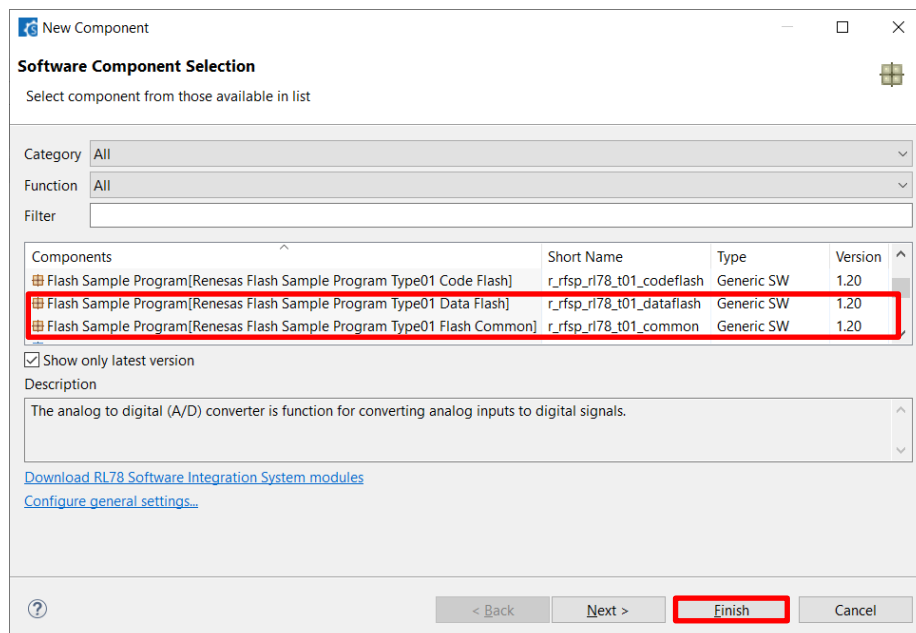 New Component
Software Component Selection
Select component from those available in list
Category All
Function All
Filter
Components Short Name Type Version
Flash Sample Program[Renesas Flash Sample Program Type01 Code Flash] r_rfsp_rl78_t01_codeflash Generic SW 1.20
Flash Sample Program[Renesas Flash Sample Program Type01 Data Flash] r_rfsp_rl78_t01_dataflash Generic SW 1.20
Flash Sample Program[Renesas Flash Sample Program Type01 Flash Common] r_rfsp_rl78_t01_common Generic SW 1.20
Show only latest version
Description
The analog to digital (A/D) converter is function for converting analog inputs to digital signals.
Download RL78 Software Integration System modules
Configure general settings...
? < Back Next > Finish Cancel